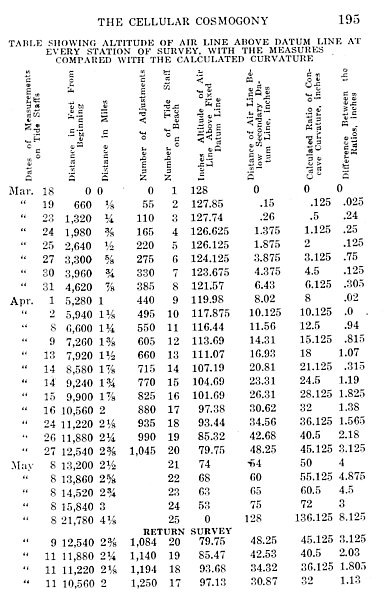 THE CELLULAR COSMOGONY 195
TABLE SHOWING ALTITUDE OF AIR LINE ABOVE DATUM LINE AT
EVERY STATION OF SURVEY, WITH THE MEASURES
COMPARED WITH THE CALCULATED CURVATURE
Dates of Measurements on Tide Staffs
Distance in Feet From Beginning
Distance in Miles
Number of Adjustments
Number of Tide Staff on Beach
Inches Altitude of Air Line Above Fixed Datum Line
Distance of Air Line Below Secondary Datum Line, inches
Calculated Ratio of Concave Curvature, inches
Difference Between the Ratios, inches
Mar. 18 0 0 0 1 128 0 0 0
“ 19 660 ⅛ 55 2 127.85 .15 .125 .025
“ 23 1,320 ¼ 110 3 127.74 .26 .5 .24
“ 24 1,980 ⅜ 165 4 126.625 1.375 1.125 .25
“ 25 2,640 ½ 220 5 126.125 1.875 2 .125
“ 27 3,300 ⅝ 275 6 124.125 3.875 3.125 .75
“ 30 3,960 ¾ 330 7 123.675 4.375 4.5 .125
“ 31 4,620 ⅞ 385 8 121.57 6.43 6.125 .305
Apr. 1 5,280 1 440 9 119.98 8.02 8 .02
“ 2 5,940 1⅛ 495 10 117.875 10.125 10.125 .0
“ 8 6,600 1¼ 550 11 116.44 11.56 12.5 .94
“ 9 7,260 1⅜ 605 12 113.69 14.31 15.125 .815
“ 13 7,920 1½ 660 13 111.07 16.93 18 1.07
“ 14 8,580 1⅞ 715 14 107.19 20.81 21.125 .315
“ 14 9,240 1¾ 770 15 104.69 23.31 24.5 1.19
“ 15 9,900 1⅞ 825 16 101.69 26.31 28.125 1.825
“ 16 10,560 2 880 17 97.38 30.62 32 1.38
“ 24 11,220 2⅛ 935 18 93.44 34.56 36.125 1.565
“ 26 11,880 2¼ 990 19 85.32 42.68 40.5 2.18
“ 27 12,540 2⅜ 1,045 20 79.75 48.25 45.125 3.125
May 8 13,200 2½ 21 74 54 50 4
“ 8 13,860 2⅝ 22 68 60 55.125 4.875
“ 8 14,520 2¾ 23 63 65 60.5 4.5
“ 8 15,840 3 24 53 75 72 3
“ 8 21,780 4⅛ 25 0 128 136.125 8.125
RETURN SURVEY
“ 9 12,540 2⅜ 1,084 20 79.75 48.25 45.125 3.125
“ 11 11,880 2¼ 1,140 19 85.47 42.53 40.5 2.03
“ 11 11,220 2⅛ 1,194 18 93.68 34.32 36.125 1.805
“ 11 10,560 2 1,250 17 97.13 30.87 32 1.13